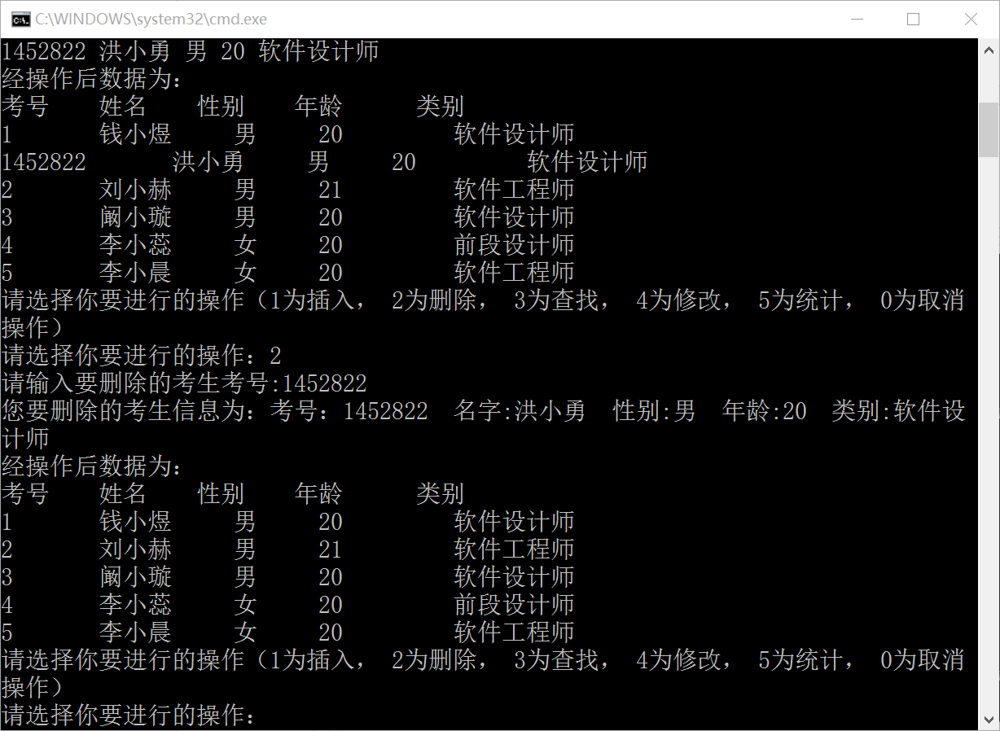 C:\WINDOWS\system32\cmd.exe
1452822 洪小勇 男 20 软件设计师
经操作后数据为：
考号 姓名 性别 年龄 类别
1 钱小煜 男 20 软件设计师
1452822 洪小勇 男 20 软件设计师
2 刘小赫 男 21 软件工程师
3 阚小璇 男 20 软件设计师
4 李小蕊 女 20 前段设计师
5 李小晨 女 20 软件工程师
请选择你要进行的操作（1为插入， 2为删除， 3为查找， 4为修改， 5为统计， 0为取消
操作）
请选择你要进行的操作：2
请输入要删除的考生考号:1452822
您要删除的考生信息为：考号：1452822 名字:洪小勇 性别:男 年龄:20 类别:软件设
计师
经操作后数据为：
考号 姓名 性别 年龄 类别
1 钱小煜 男 20 软件设计师
2 刘小赫 男 21 软件工程师
3 阚小璇 男 20 软件设计师
4 李小蕊 女 20 前段设计师
5 李小晨 女 20 软件工程师
请选择你要进行的操作（1为插入， 2为删除， 3为查找， 4为修改， 5为统计， 0为取消
操作）
请选择你要进行的操作：